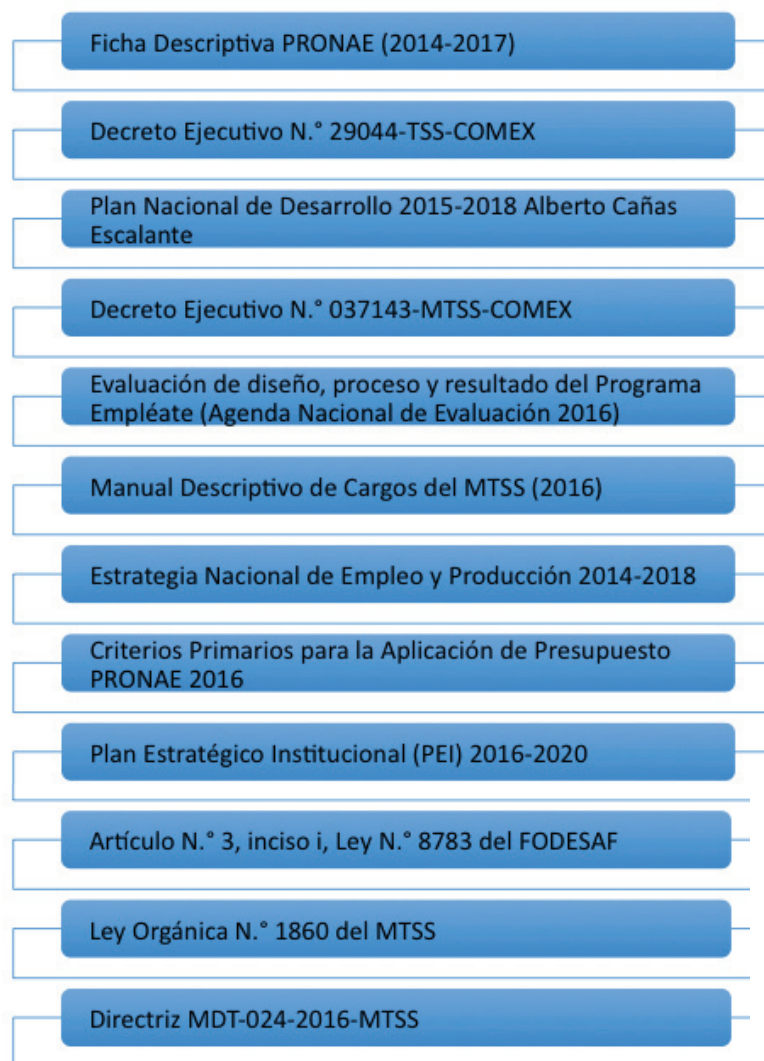 Ficha Descriptiva PRONAE (2014-2017)
Decreto Ejecutivo N.° 29044-TSS-COMEX
Plan Nacional de Desarrollo 2015-2018 Alberto Cañas
Escalante
Decreto Ejecutivo N.° 037143-MTSS-COMEX
Evaluación de diseño, proceso y resultado del Programa
Empléate (Agenda Nacional de Evaluación 2016)
Manual Descriptivo de Cargos del MTSS (2016)
Estrategia Nacional de Empleo y Producción 2014-2018
Criterios Primarios para la Aplicación de Presupuesto
PRONAE 2016
Plan Estratégico Institucional (PEI) 2016-2020
Artículo N.° 3, inciso i, Ley N.° 8783 del FODESAF
Ley Orgánica N.° 1860 del MTSS
Directriz MDT-024-2016-MTSS